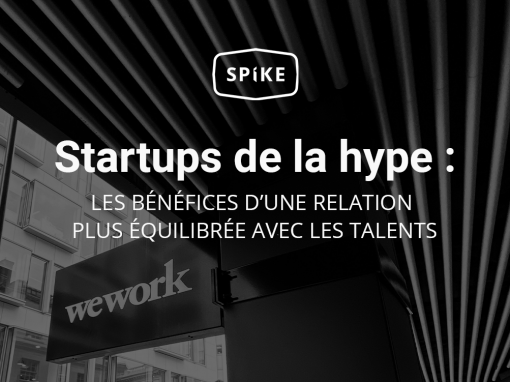 SPiKE
Startups de la hype :
LES BÉNÉFICES D’UNE RELATION
PLUS ÉQUILIBRÉE AVEC LES TALENTS
wework